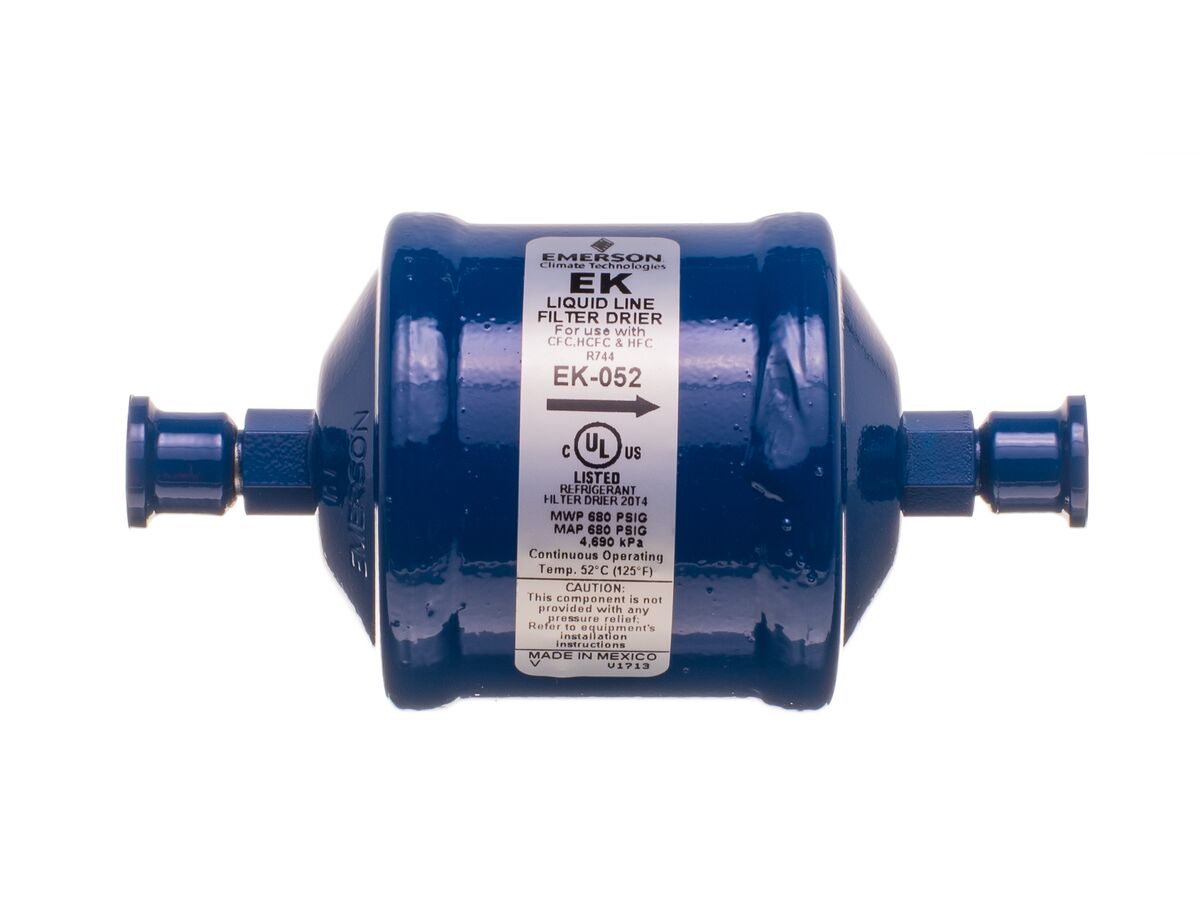 EMERSON
Climate Technologies
EK
LIQUID LINE
FILTER DRIER
For use with
CFC,HCFC & HFC
R744
EK-052
C UL US
LISTED
REFRIGERANT
FILTER DRIER 20T4
MWP 680 PSIG
MAP 680 PSIG
4,690 kPa
Continuous Operating
Temp. 52°C (125°F)
CAUTION:
This component is not
provided with any
pressure relief;
Refer to equipment's
installation
instructions
MADE IN MEXICO
V U1713
EMERSON